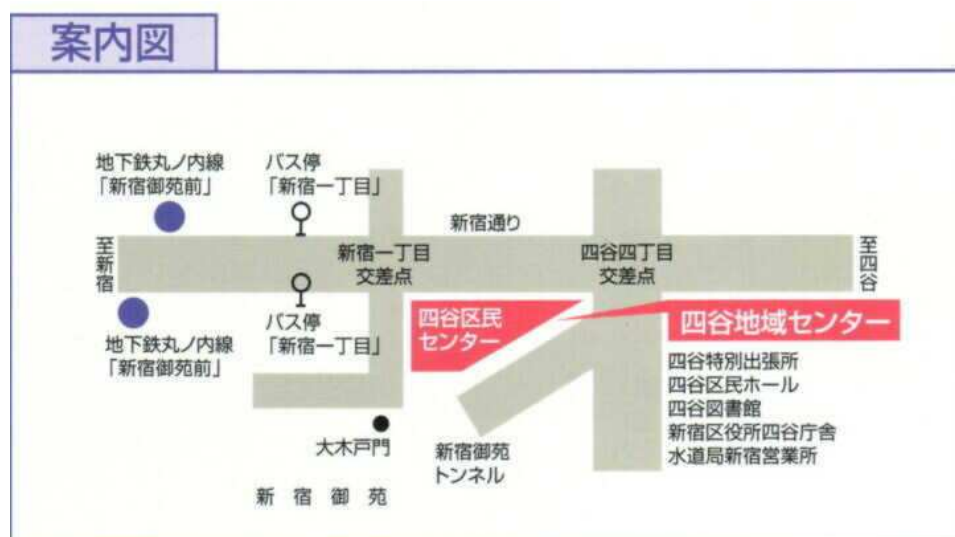 案内図
地下鉄丸ノ内線
「新宿御苑前」
バス停
「新宿一丁目」
新宿通り
至新宿
新宿一丁目
交差点
四谷四丁目
交差点
至四谷
地下鉄丸ノ内線
「新宿御苑前」
バス停
「新宿一丁目」
四谷区民
センター
四谷地域センター
四谷特別出張所
四谷区民ホール
四谷図書館
新宿区役所四谷庁舎
水道局新宿営業所
大木戸門
新宿御苑
トンネル
新宿御苑